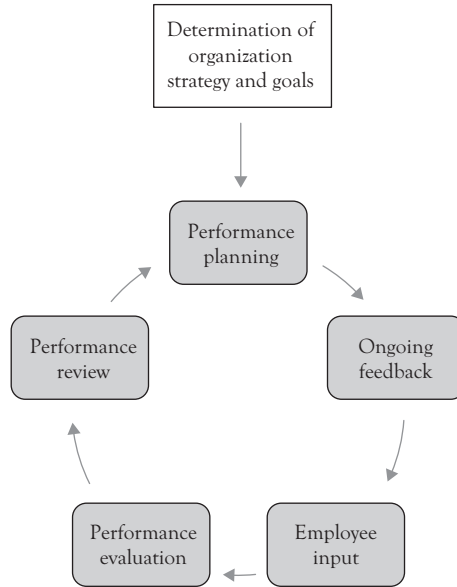 Determination of
organization
strategy and goals
Performance
planning
Ongoing
feedback
Employee
input
Performance
evaluation
Performance
review